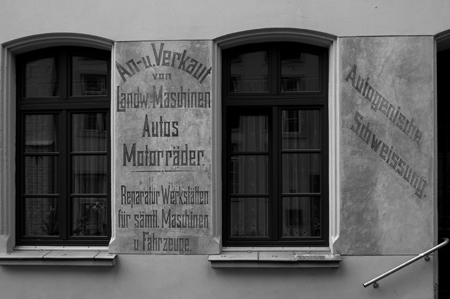 An- u. Verkauf
von
Landw. Maschinen
Autos
Motorräder.
Reparatur Werkstätten
für sämtl. Maschinen
u Fahrzeuge.
Autogenische
Schweissung.